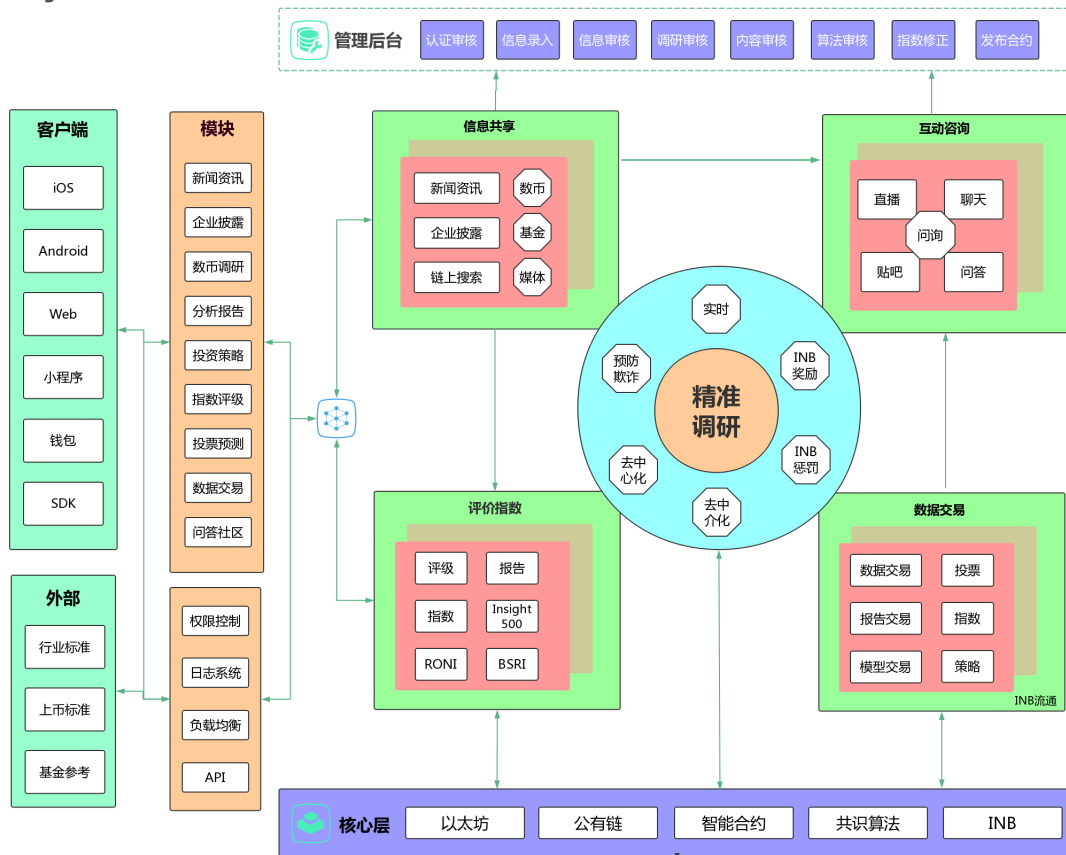 管理后台
认证审核
信息录入
信息审核
调研审核
内容审核
算法审核
指数修正
发布合约
客户端
iOS
Android
Web
小程序
钱包
SDK
外部
行业标准
上币标准
基金参考
模块
新闻资讯
企业披露
数币调研
分析报告
投资策略
指数评级
投票预测
数据交易
问答社区
权限控制
日志系统
负载均衡
API
信息共享
新闻资讯
数币
企业披露
基金
链上搜索
媒体
互动咨询
直播
聊天
问询
贴吧
问答
实时
预防
欺诈
INB
奖励
精准
调研
去中
心化
INB
惩罚
去中
介化
评价指数
评级
报告
指数
Insight
500
RONI
BSRI
数据交易
数据交易
投票
报告交易
指数
模型交易
策略
INB流通
核心层
以太坊
公有链
智能合约
共识算法
INB